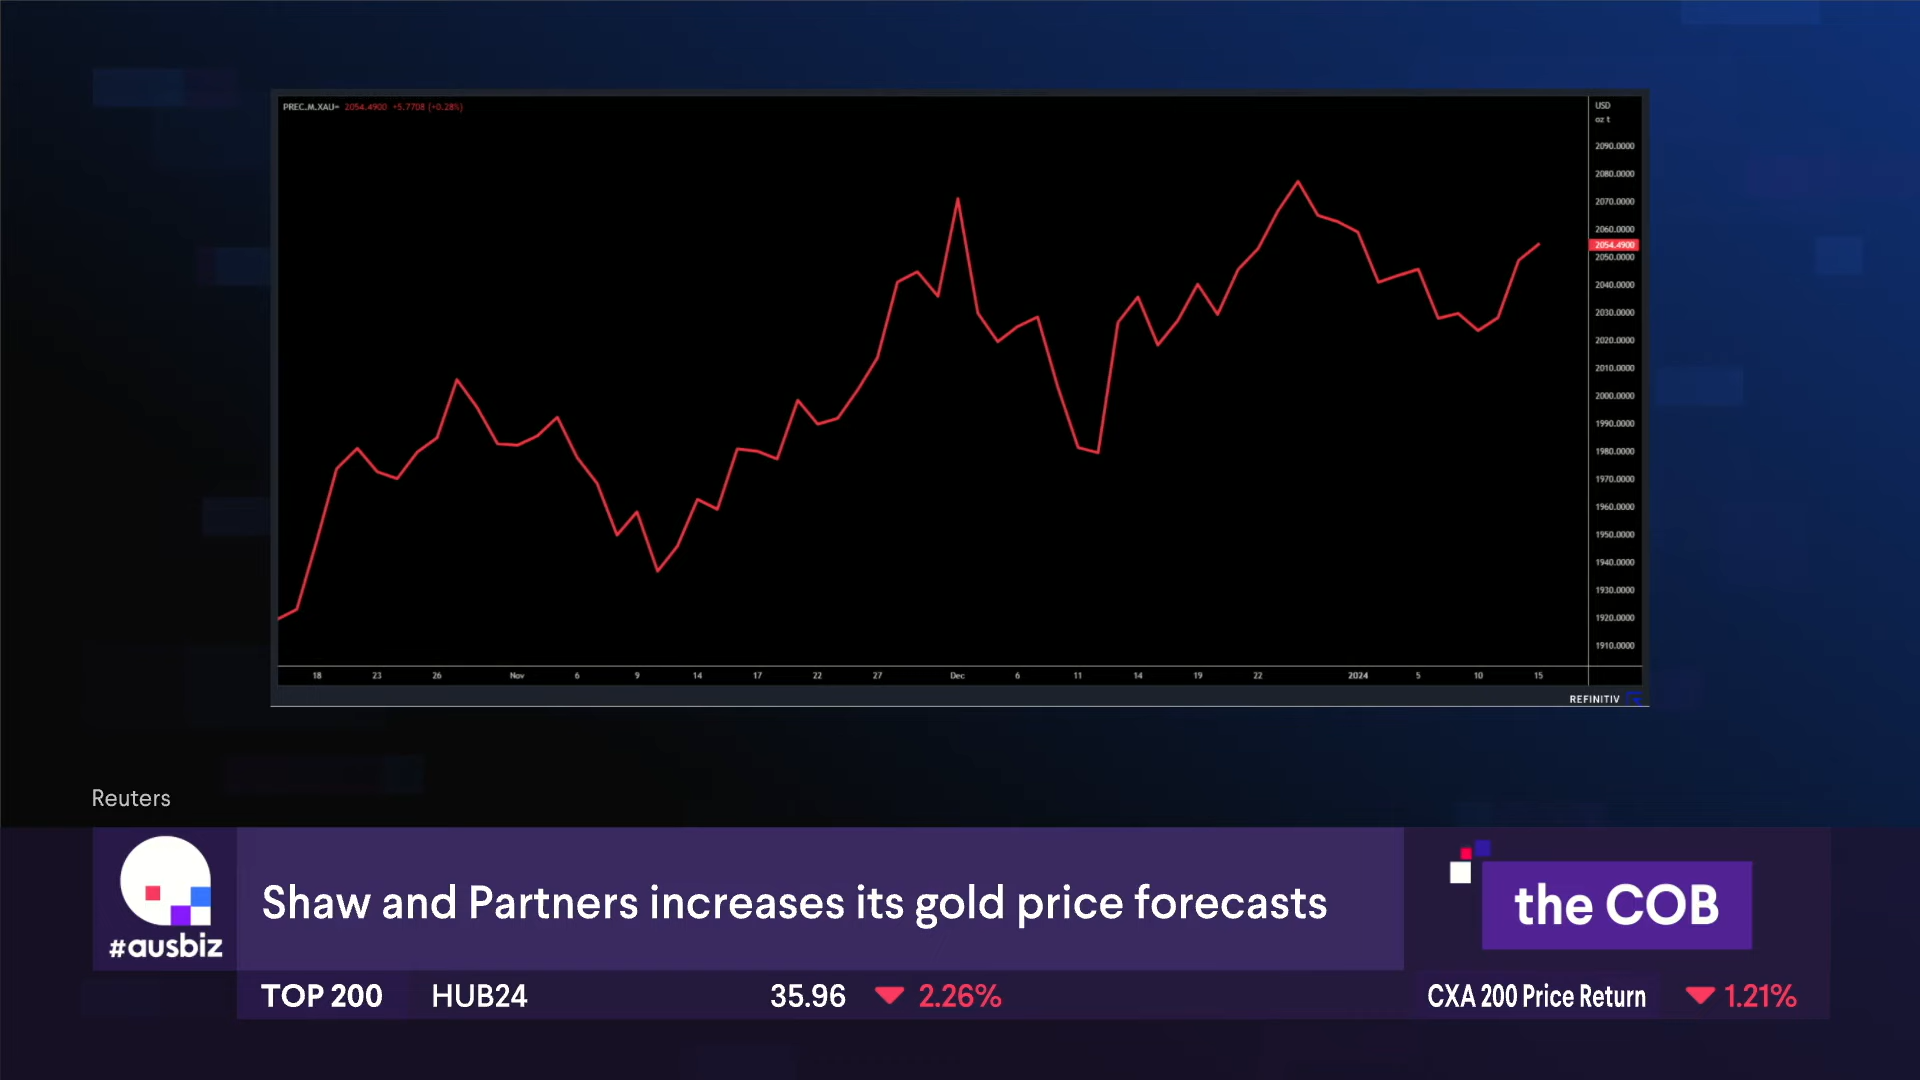 PREC.M.XAU= 2054.4900 +5.7708 (+0.28%)
USD
oz t
2090.0000
2080.0000
2070.0000
2060.0000
2054.4900
2050.0000
2040.0000
2030.0000
2020.0000
2010.0000
2000.0000
1990.0000
1980.0000
1970.0000
1960.0000
1950.0000
1940.0000
1930.0000
1920.0000
1910.0000
18 23 26 Nov 6 9 14 17 22 27 Dec 6 11 14 19 22 2024 5 10 15
REFINITIV
Reuters
#ausbiz
Shaw and Partners increases its gold price forecasts
the COB
TOP 200 HUB24 35.96 2.26% CXA 200 Price Return 1.21%